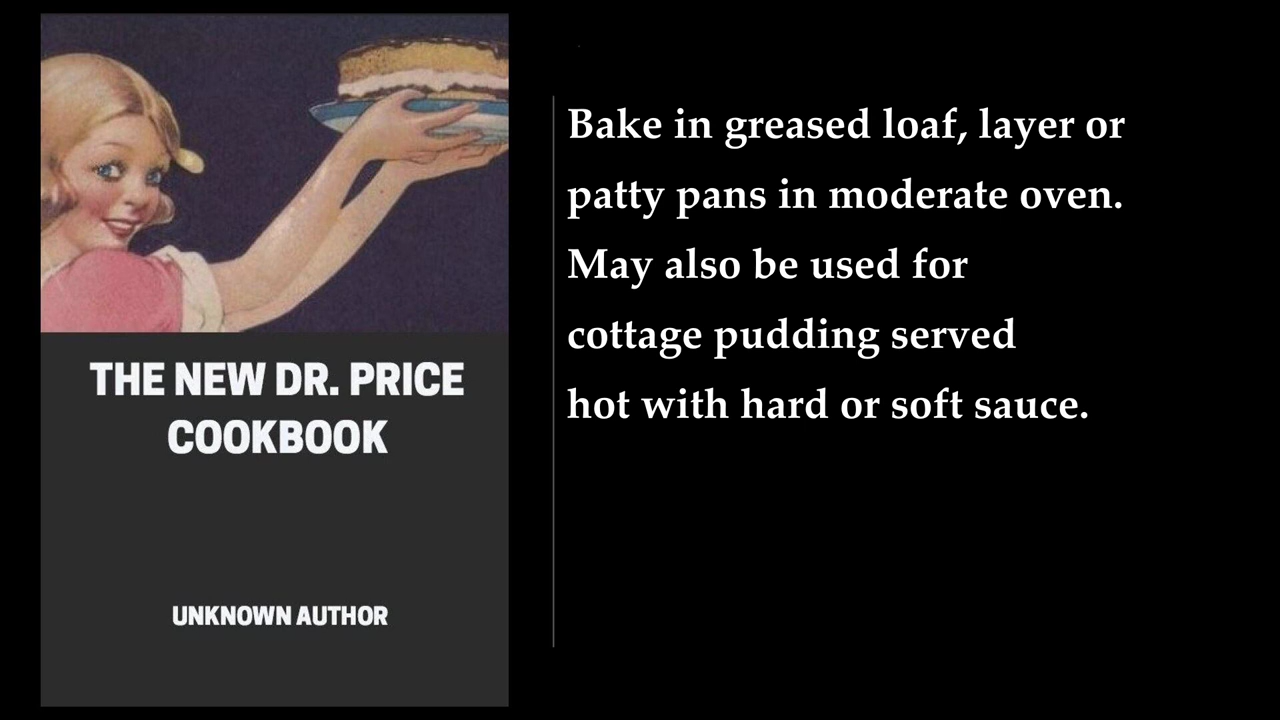 THE NEW DR. PRICE
COOKBOOK
UNKNOWN AUTHOR
Bake in greased loaf, layer or
patty pans in moderate oven.
May also be used for
cottage pudding served
hot with hard or soft sauce.